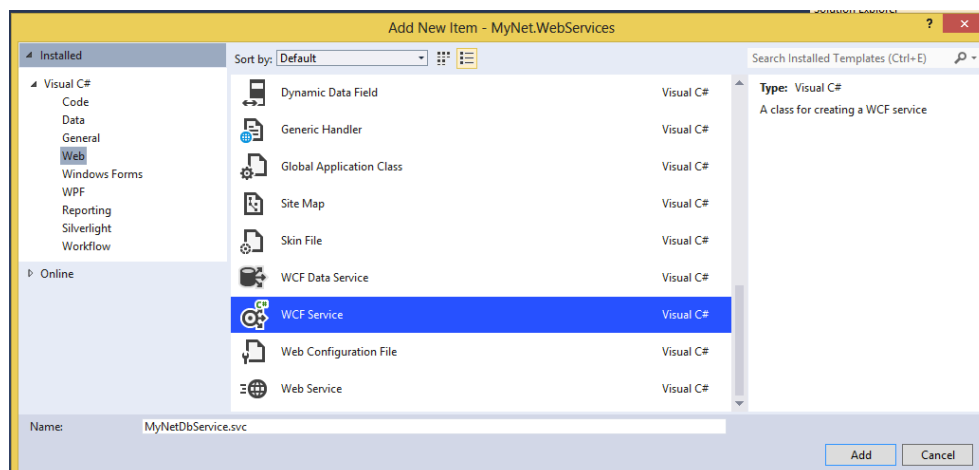 Solution Explorer
Add New Item - MyNet.WebServices
? ×
Installed
Sort by: Default
Search Installed Templates (Ctrl+E)
Visual C#
Code
Data
General
Web
Windows Forms
WPF
Reporting
Silverlight
Workflow
Online
Dynamic Data Field Visual C#
Generic Handler Visual C#
Global Application Class Visual C#
Site Map Visual C#
Skin File Visual C#
WCF Data Service Visual C#
C#
WCF Service Visual C#
Web Configuration File Visual C#
Web Service Visual C#
Type: Visual C#
A class for creating a WCF service
Name: MyNetDbService.svc
Add Cancel